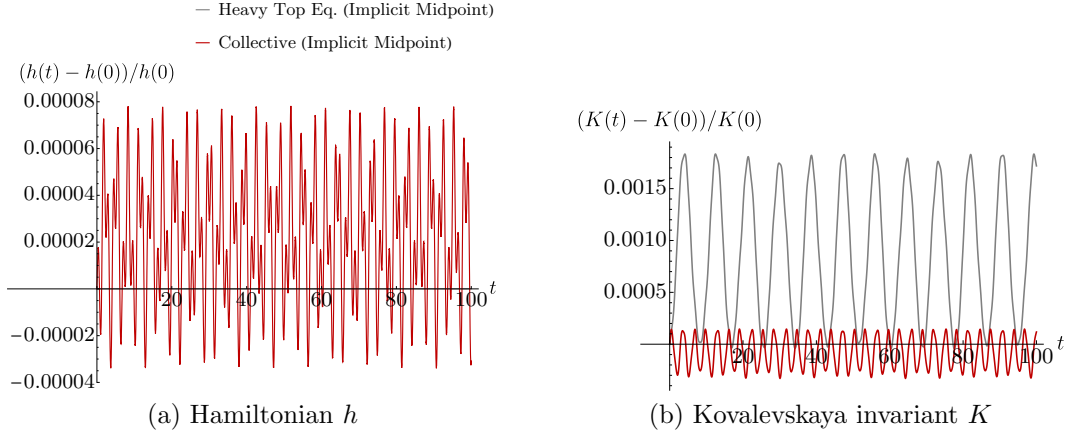 Heavy Top Eq. (Implicit Midpoint)
Collective (Implicit Midpoint)
(h(t) − h(0))/h(0)
0.00008
0.00006
0.00004
0.00002
−0.00002
−0.00004
20 40 60 80 100 t
(a) Hamiltonian h
(K(t) − K(0))/K(0)
0.0015
0.0010
0.0005
20 40 60 80 100 t
(b) Kovalevskaya invariant K